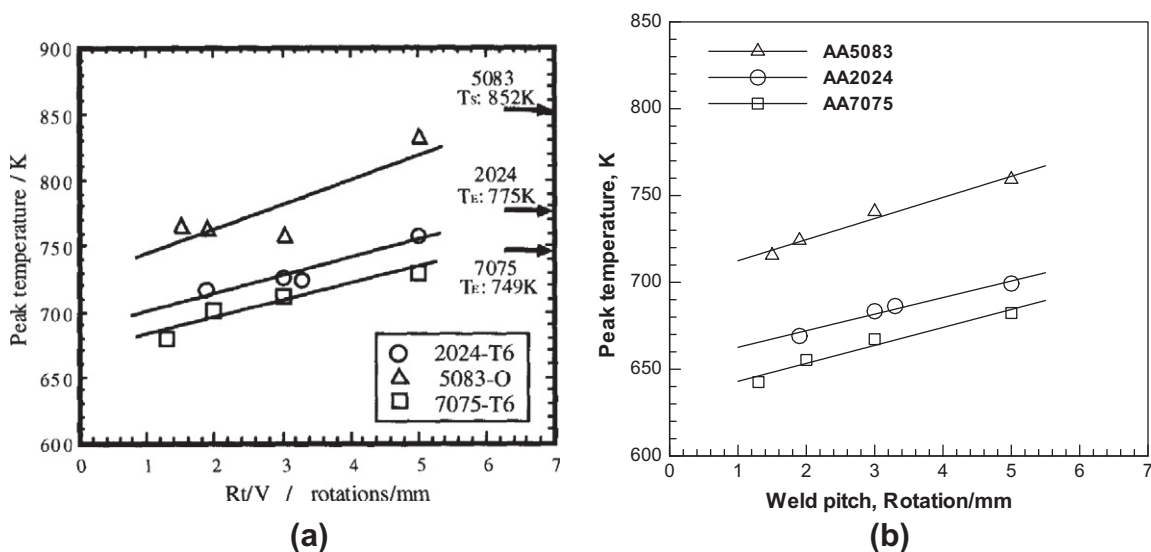 900
850
800
750
700
650
600
Peak temperature / K
5083
Ts: 852K
2024
TE: 775K
7075
TE: 749K
2024-T6
5083-O
7075-T6
0 1 2 3 4 5 6 7
Rt/V / rotations/mm
(a)
850
800
750
700
650
600
Peak temperature, K
AA5083
AA2024
AA7075
0 1 2 3 4 5 6 7
Weld pitch, Rotation/mm
(b)